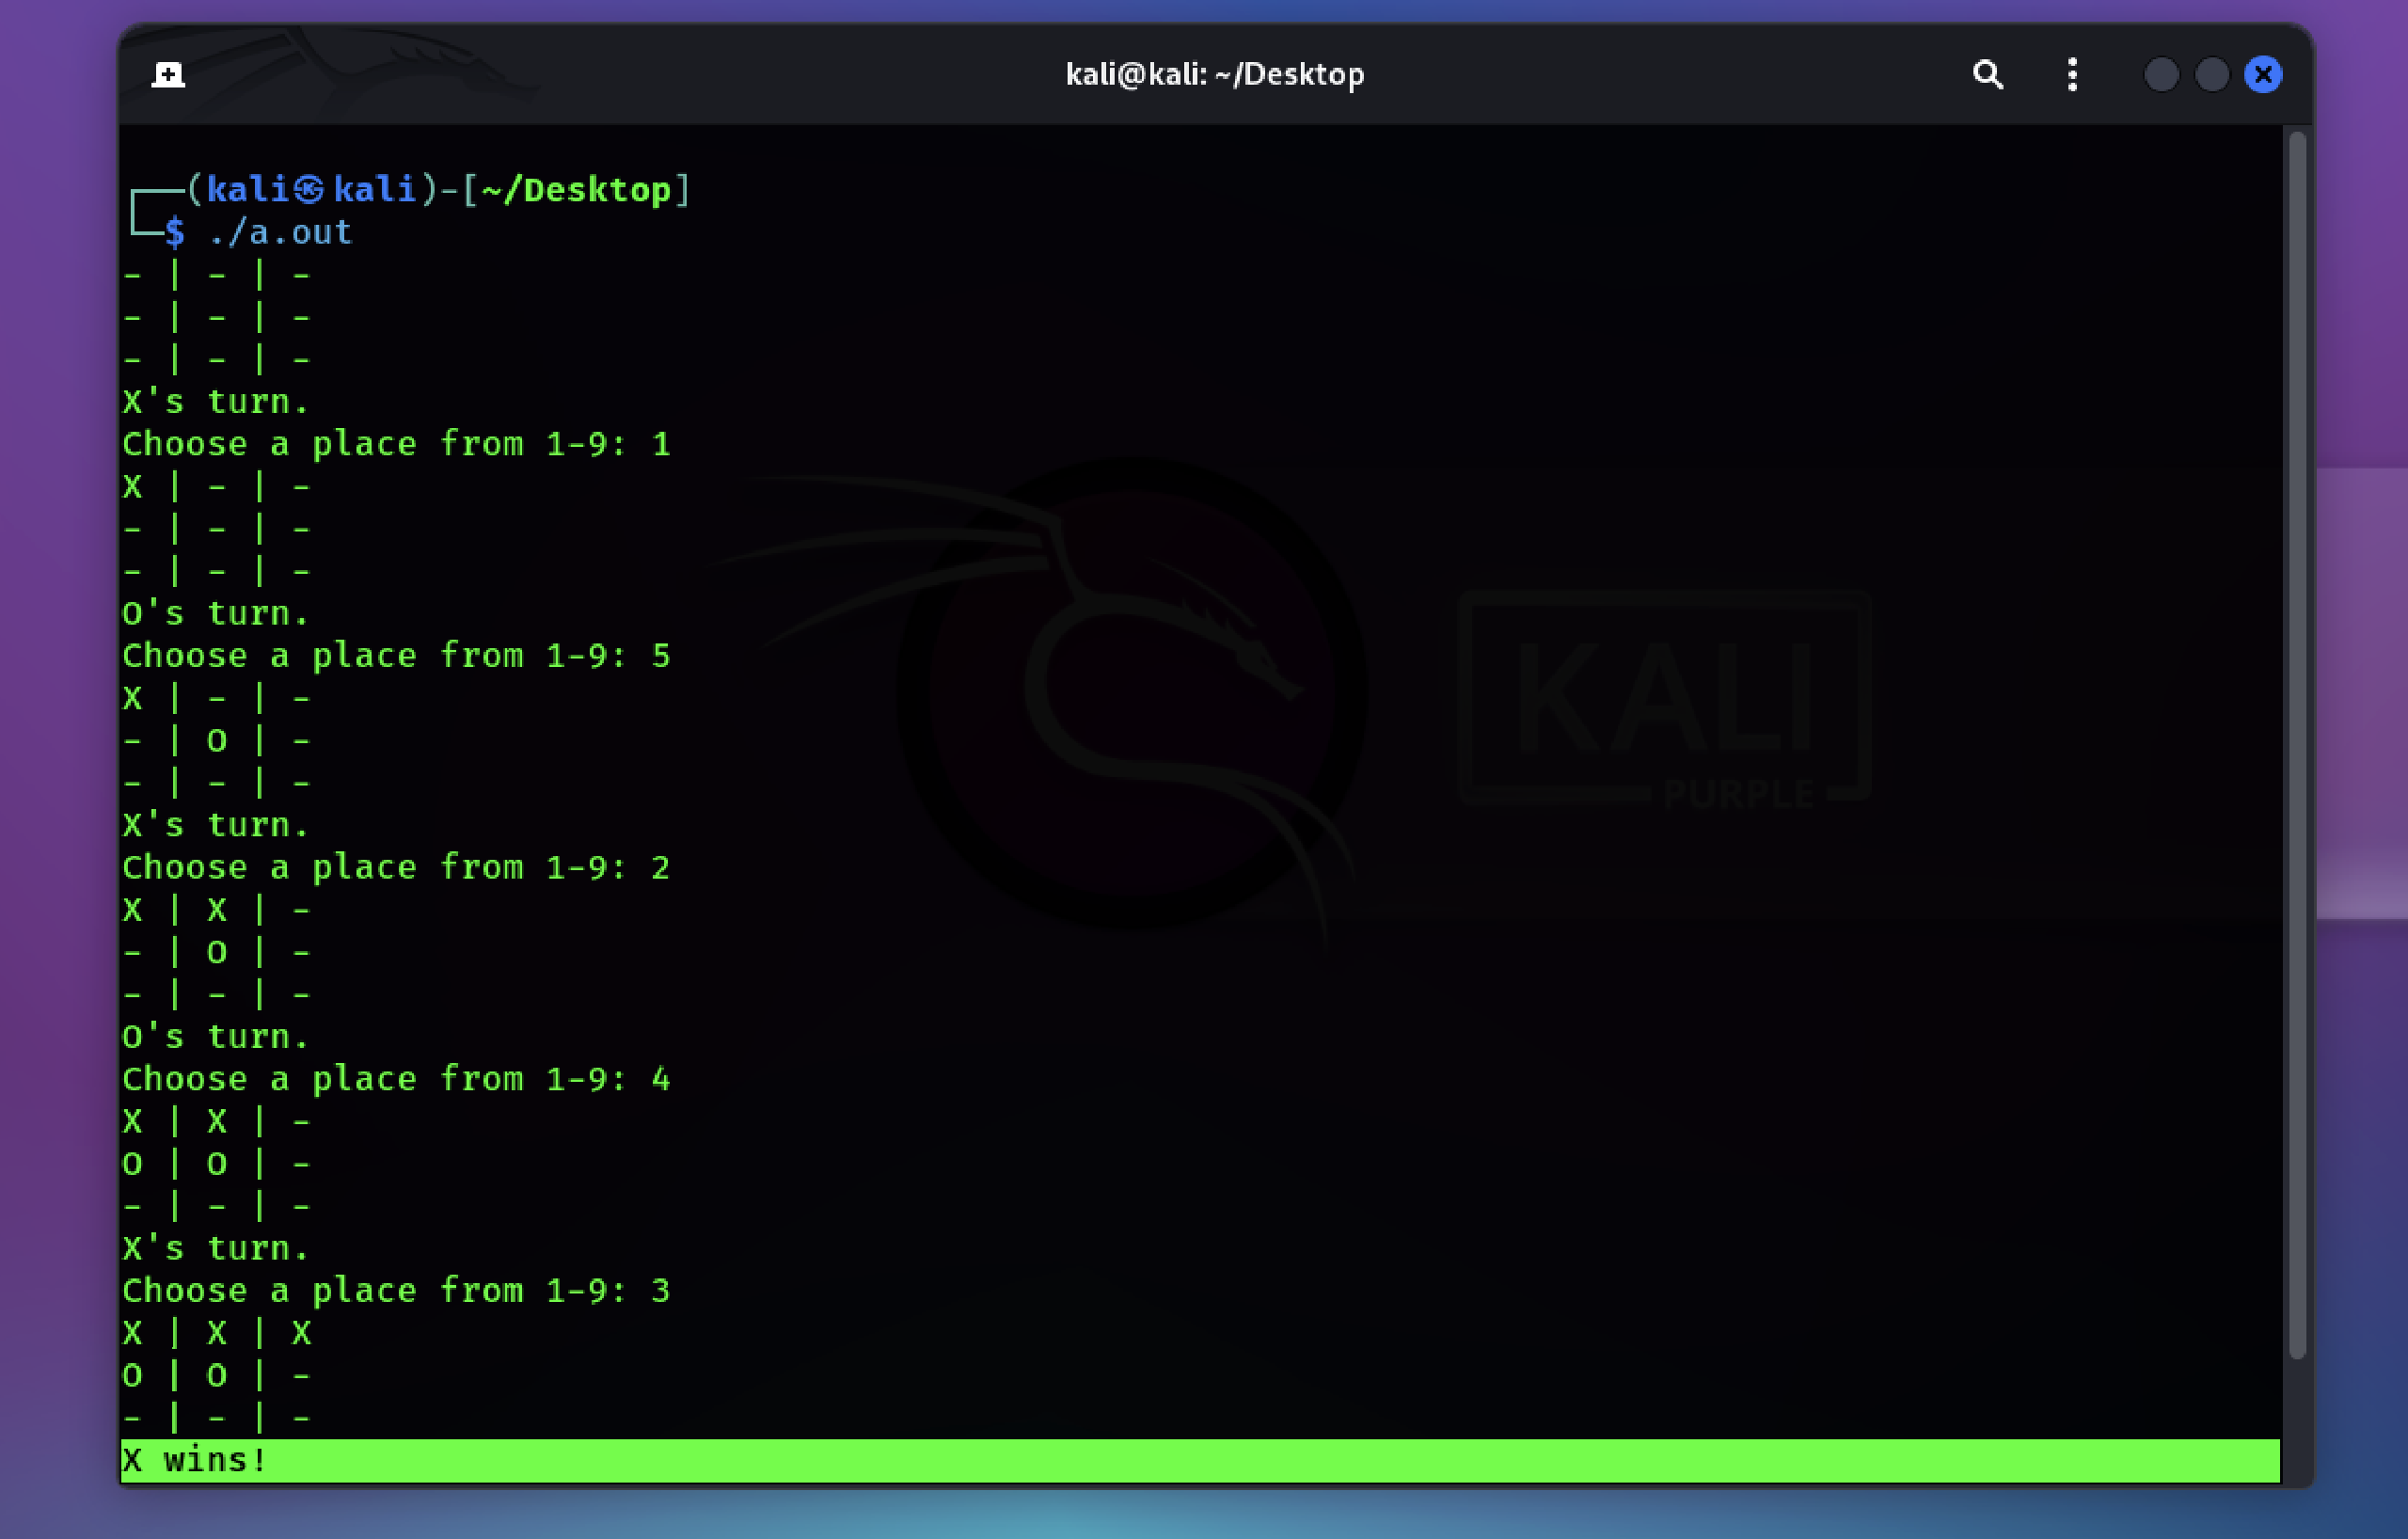 kali@kali: ~/Desktop
┌──(kali㉿kali)-[~/Desktop]
└─$ ./a.out
- | - | -
- | - | -
- | - | -
X's turn.
Choose a place from 1-9: 1
X | - | -
- | - | -
- | - | -
O's turn.
Choose a place from 1-9: 5
X | - | -
- | O | -
- | - | -
X's turn.
Choose a place from 1-9: 2
X | X | -
- | O | -
- | - | -
O's turn.
Choose a place from 1-9: 4
X | X | -
O | O | -
- | - | -
X's turn.
Choose a place from 1-9: 3
X | X | X
O | O | -
- | - | -
X wins!
KALI
PURPLE